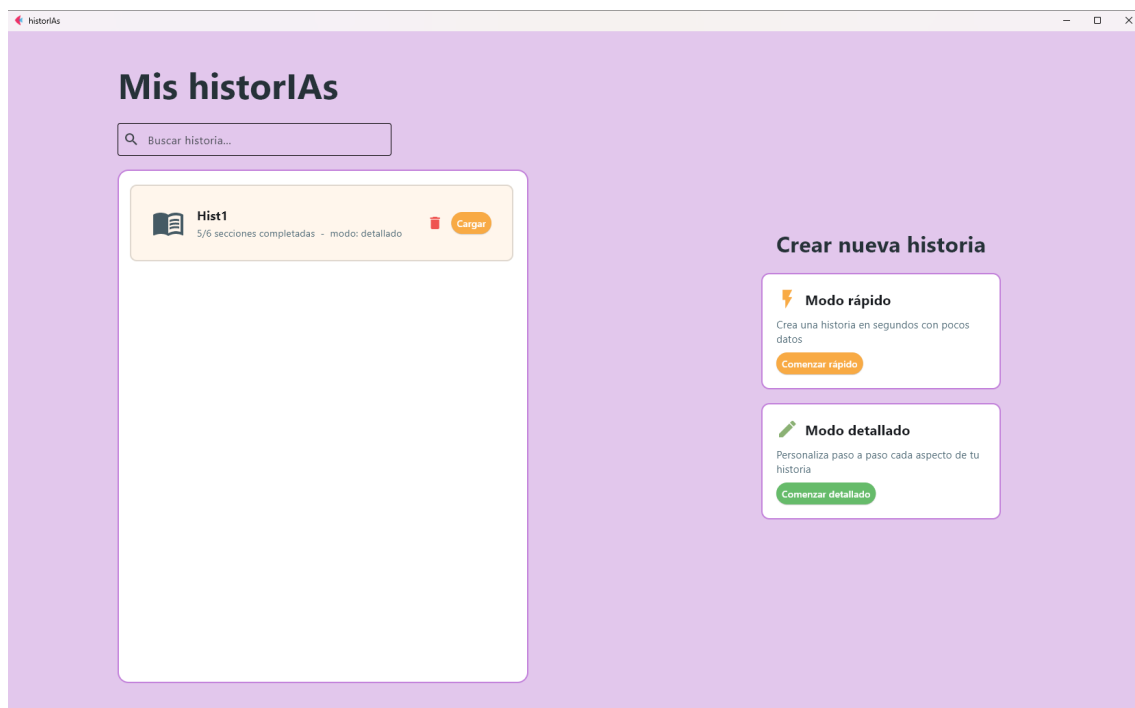 historIAs
Mis historIAs
Buscar historia...
Hist1
5/6 secciones completadas - modo: detallado
Cargar
Crear nueva historia
Modo rápido
Crea una historia en segundos con pocos
datos
Comenzar rápido
Modo detallado
Personaliza paso a paso cada aspecto de tu
historia
Comenzar detallado